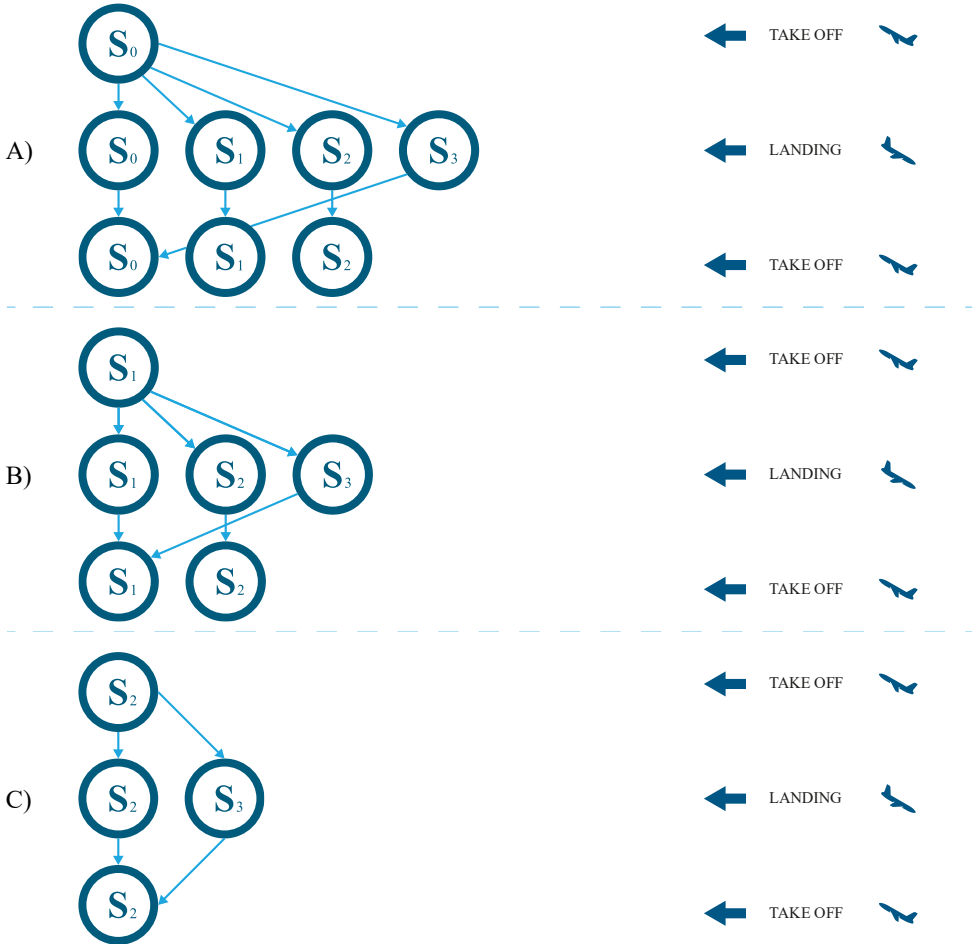 S0 TAKE OFF
A) S0 S1 S2 S3 LANDING
S0 S1 S2 TAKE OFF
S1 TAKE OFF
B) S1 S2 S3 LANDING
S1 S2 TAKE OFF
S2 TAKE OFF
C) S2 S3 LANDING
S2 TAKE OFF